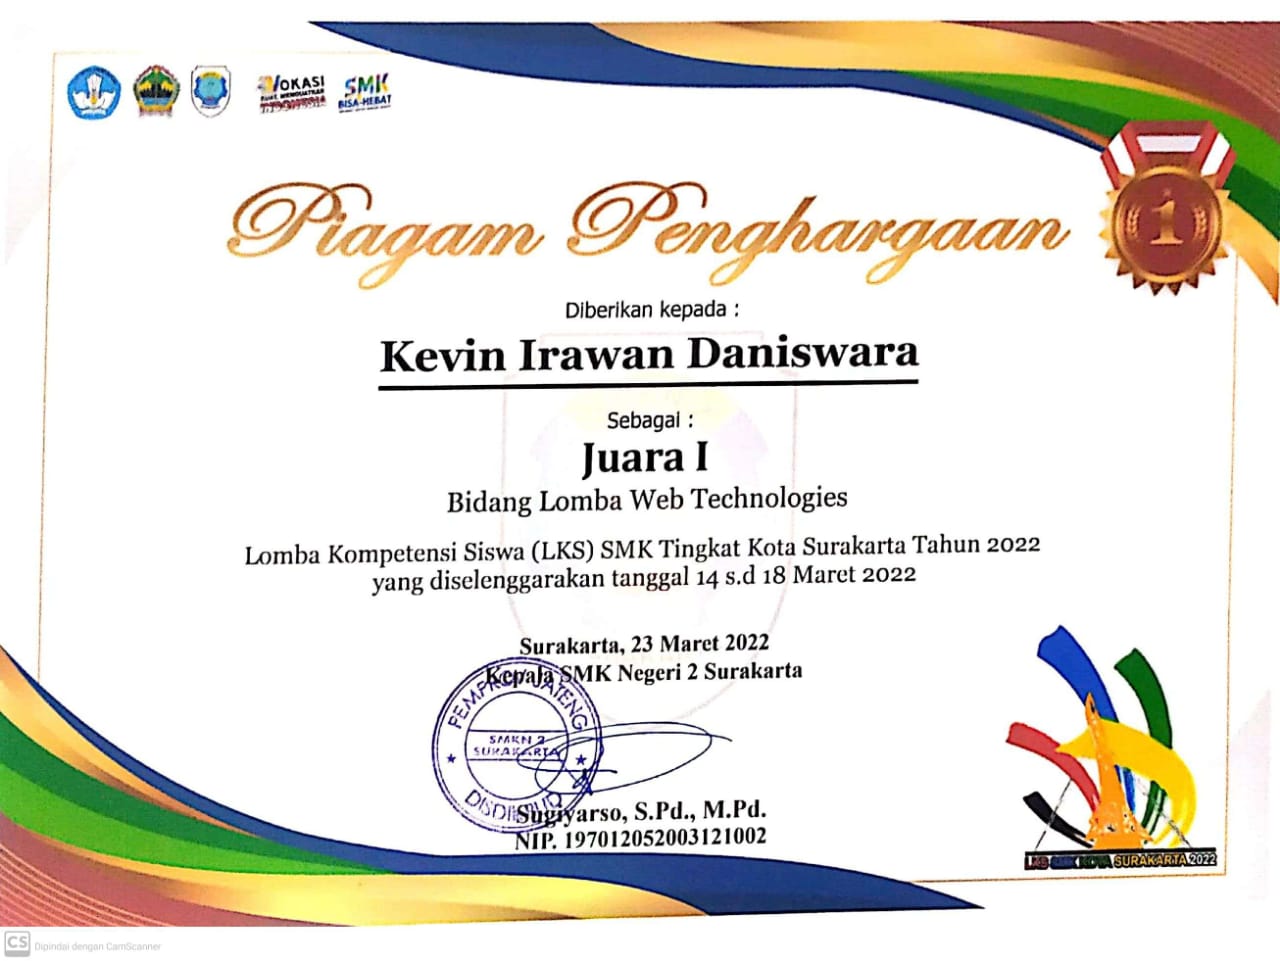 VOKASI
KUAT, MENGUATKAN
INDONESIA
SMK
BISA-HEBAT
1
Piagam Penghargaan
Diberikan kepada :
Kevin Irawan Daniswara
Sebagai :
Juara I
Bidang Lomba Web Technologies
Lomba Kompetensi Siswa (LKS) SMK Tingkat Kota Surakarta Tahun 2022
yang diselenggarakan tanggal 14 s.d 18 Maret 2022
Surakarta, 23 Maret 2022
Kepala SMK Negeri 2 Surakarta
PEMPROV JATENG
SMKN 2
SURAKARTA
Sugiyarso, S.Pd., M.Pd.
NIP. 197012052003121002
LKS SMK KOTA SURAKARTA 2022
CS Dipindai dengan CamScanner